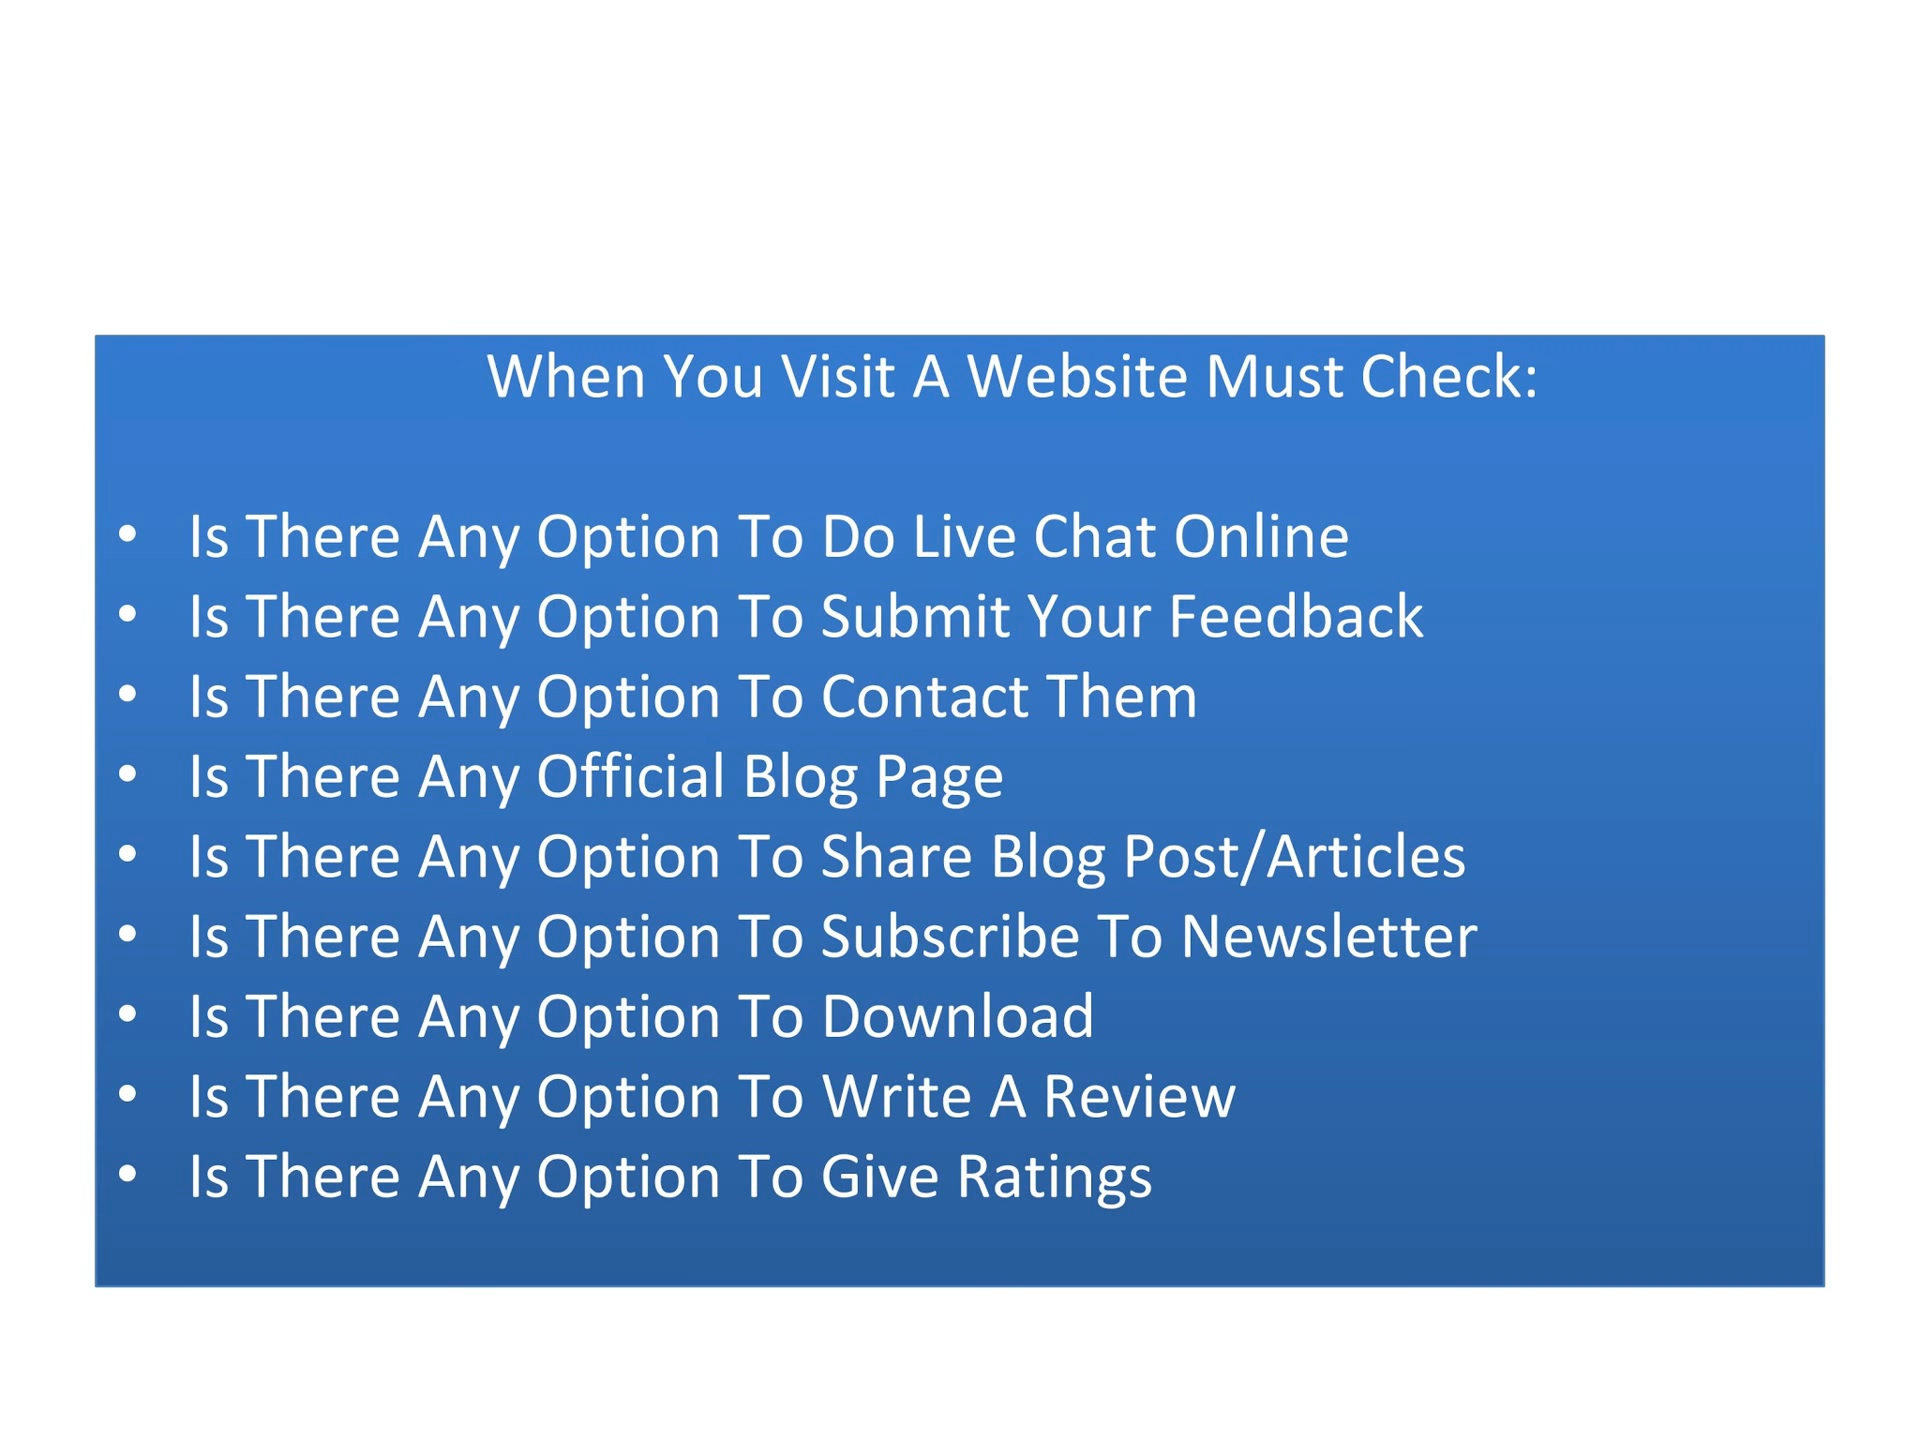 When You Visit A Website Must Check:
• Is There Any Option To Do Live Chat Online
• Is There Any Option To Submit Your Feedback
• Is There Any Option To Contact Them
• Is There Any Official Blog Page
• Is There Any Option To Share Blog Post/Articles
• Is There Any Option To Subscribe To Newsletter
• Is There Any Option To Download
• Is There Any Option To Write A Review
• Is There Any Option To Give Ratings